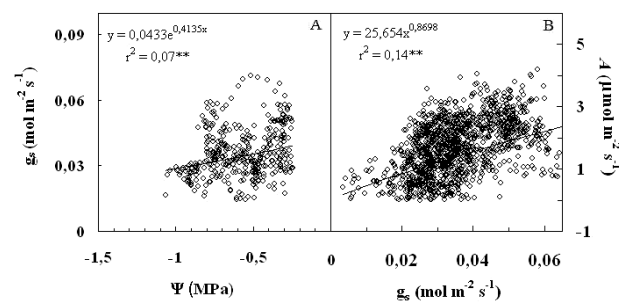 A
y = 0,0433e^0,4135x
r² = 0,07**
g_s (mol m⁻² s⁻¹)
0,09
0,06
0,03
0
-1,5
-1
-0,5
Ψ (MPa)
B
y = 25,654x^0,8698
r² = 0,14**
A (µmol m⁻² s⁻¹)
5
3
1
-1
0
0,02
0,04
0,06
g_s (mol m⁻² s⁻¹)